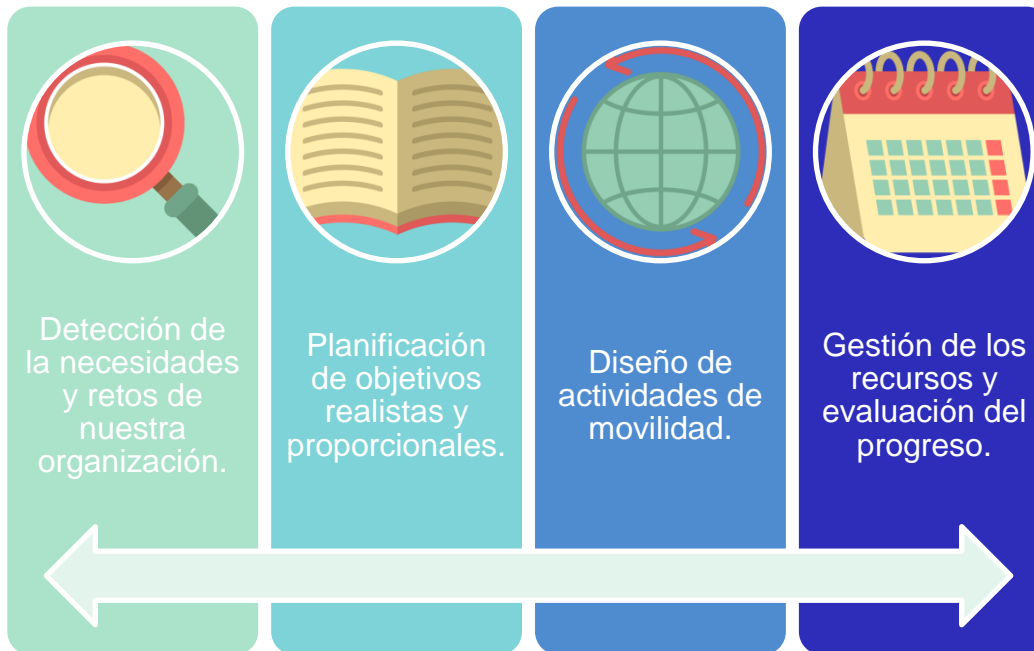 Detección de
la necesidades
y retos de
nuestra
organización.
Planificación
de objetivos
realistas y
proporcionales.
Diseño de
actividades de
movilidad.
Gestión de los
recursos y
evaluación del
progreso.